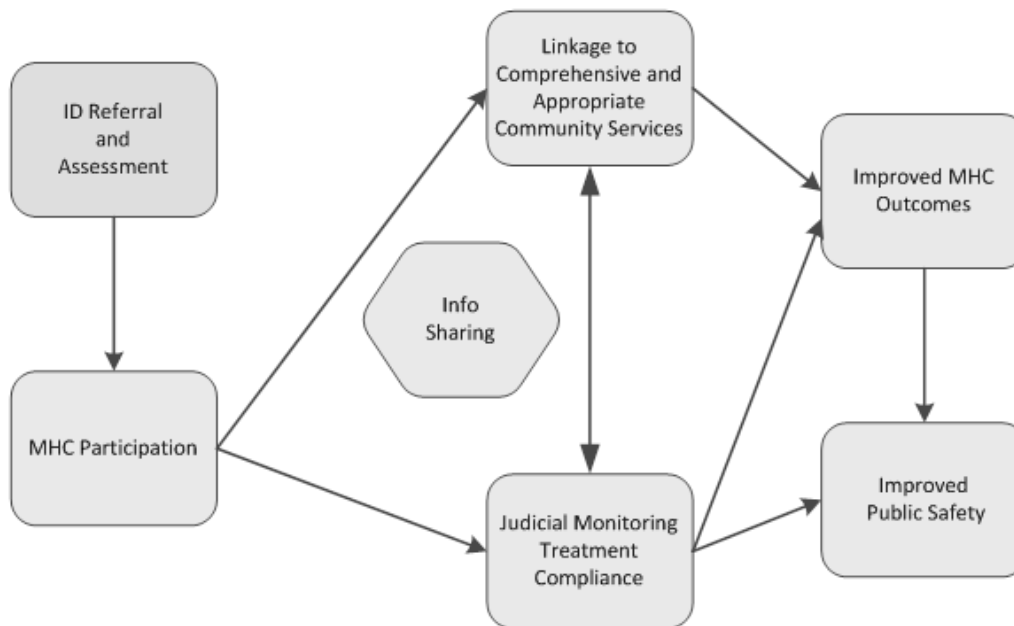 ID Referral
and
Assessment
MHC Participation
Linkage to
Comprehensive and
Appropriate
Community Services
Info
Sharing
Judicial Monitoring
Treatment
Compliance
Improved MHC
Outcomes
Improved
Public Safety